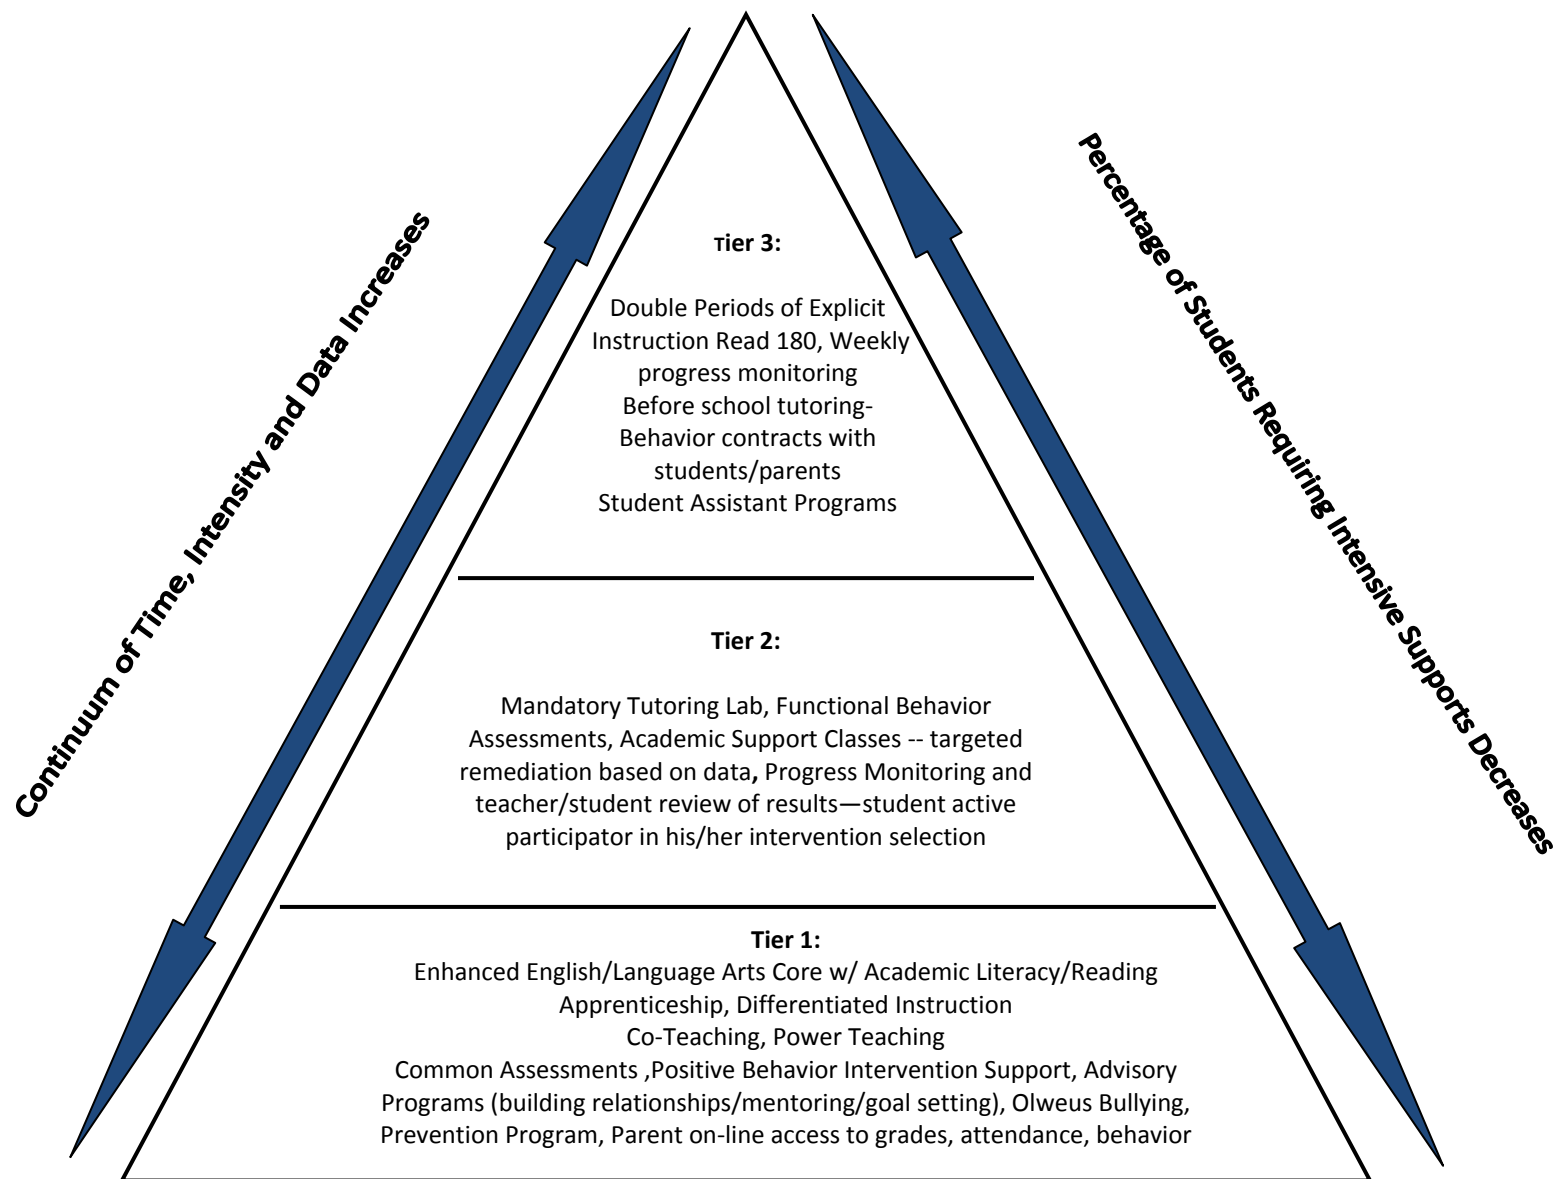 Continuum of Time, Intensity and Data Increases
Percentage of Students Requiring Intensive Supports Decreases
Tier 3:
Double Periods of Explicit
Instruction Read 180, Weekly
progress monitoring
Before school tutoring-
Behavior contracts with
students/parents
Student Assistant Programs
Tier 2:
Mandatory Tutoring Lab, Functional Behavior
Assessments, Academic Support Classes -- targeted
remediation based on data, Progress Monitoring and
teacher/student review of results—student active
participator in his/her intervention selection
Tier 1:
Enhanced English/Language Arts Core w/ Academic Literacy/Reading
Apprenticeship, Differentiated Instruction
Co-Teaching, Power Teaching
Common Assessments ,Positive Behavior Intervention Support, Advisory
Programs (building relationships/mentoring/goal setting), Olweus Bullying,
Prevention Program, Parent on-line access to grades, attendance, behavior